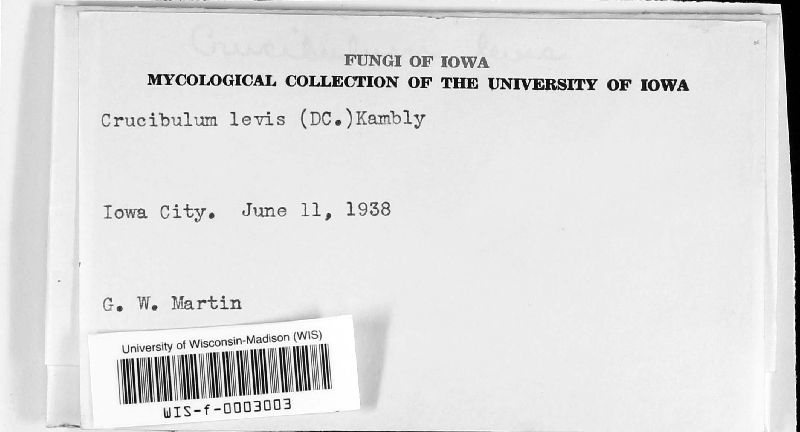 FUNGI OF IOWA
MYCOLOGICAL COLLECTION OF THE UNIVERSITY OF IOWA
Crucibulum levis (DC.)Kambly
Iowa City. June 11, 1938
G. W. Martin
University of Wisconsin-Madison (WIS)
WIS-f-0003003